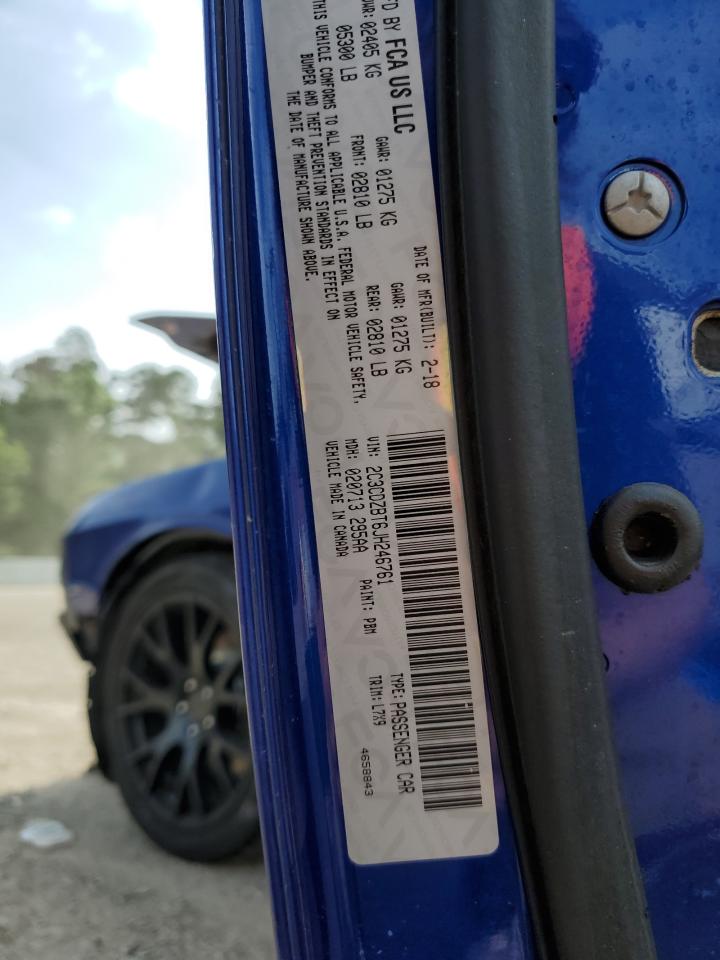 FD BY FCA US LLC
DATE OF MFR(BUILT): 2-18
WR: 02405 KG
GAWR: 01275 KG
GAWR: 01275 KG
05300 LB
FRONT: 02810 LB
REAR: 02810 LB
THIS VEHICLE CONFORMS TO ALL APPLICABLE U.S.A. FEDERAL MOTOR VEHICLE SAFETY,
BUMPER AND THEFT PREVENTION STANDARDS IN EFFECT ON
THE DATE OF MANUFACTURE SHOWN ABOVE.
VIN: 2C3CDZBT6JH246761
TYPE: PASSENGER CAR
MDH: 020713 295AA
PAINT: PBM
TRIM: L7X9
VEHICLE MADE IN CANADA
4658843